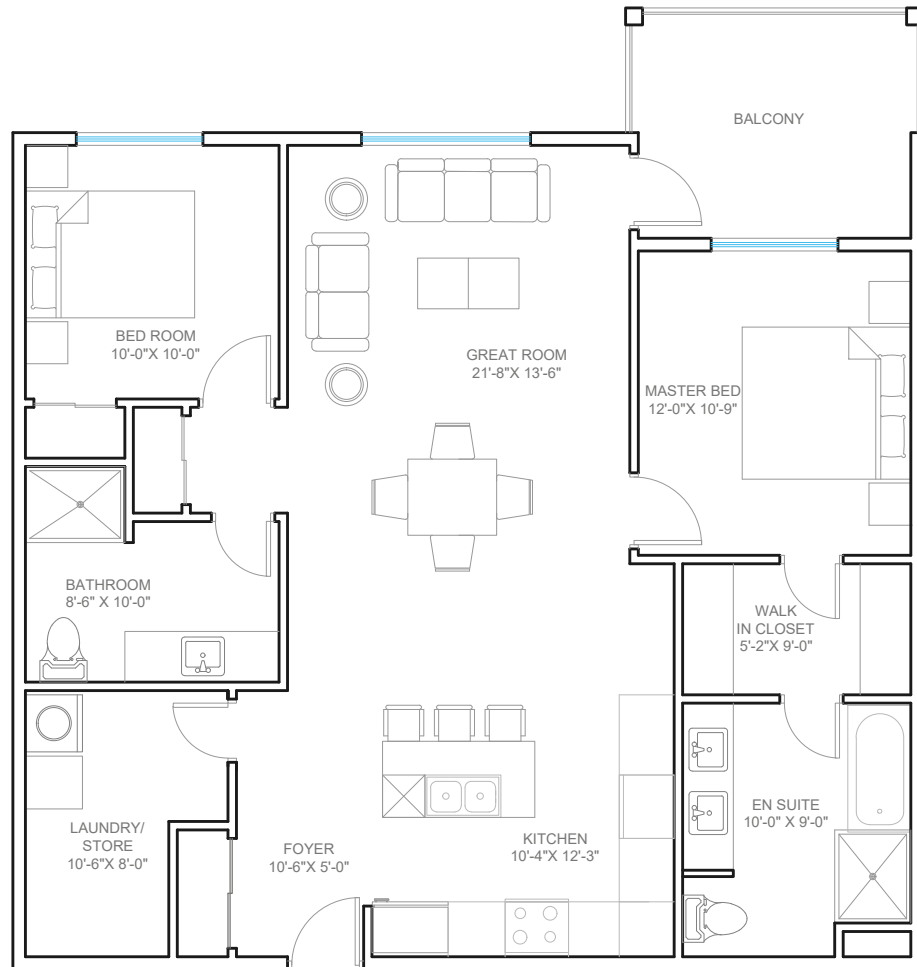 BALCONY
BED ROOM
10'-0"X 10'-0"
GREAT ROOM
21'-8"X 13'-6"
MASTER BED
12'-0"X 10'-9"
BATHROOM
8'-6" X 10'-0"
WALK
IN CLOSET
5'-2"X 9'-0"
LAUNDRY/
STORE
10'-6"X 8'-0"
FOYER
10'-6"X 5'-0"
KITCHEN
10'-4"X 12'-3"
EN SUITE
10'-0" X 9'-0"